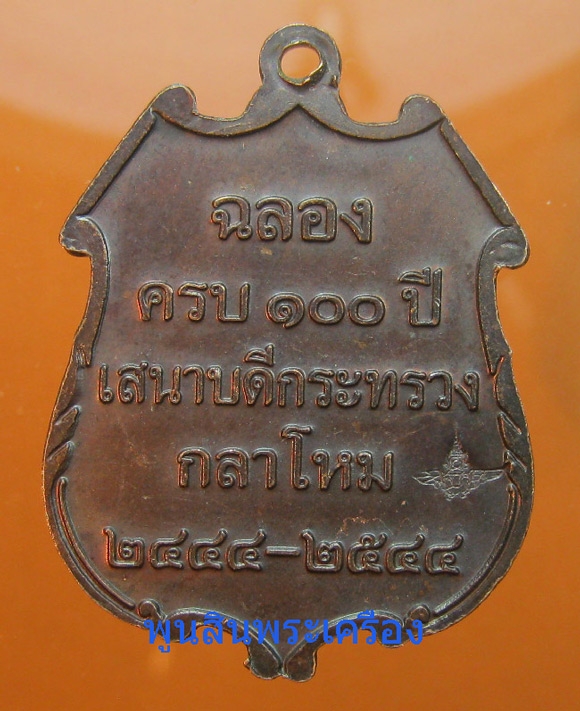 ฉลอง
ครบ ๑๐๐ ปี
เสนาบดีกระทรวง
กลาโหม
๒๔๔๔-๒๕๔๔
พูนสินพระเครื่อง